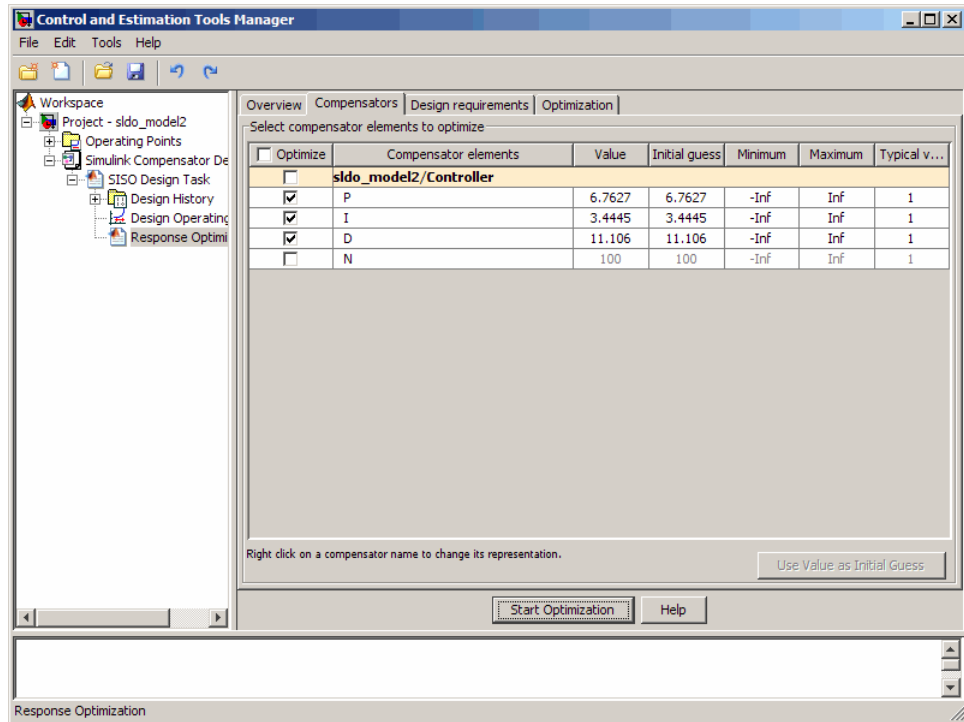 Control and Estimation Tools Manager
File Edit Tools Help
Workspace
Project - sldo_model2
Operating Points
Simulink Compensator De
SISO Design Task
Design History
Design Operating
Response Optimi
Overview Compensators Design requirements Optimization
Select compensator elements to optimize
Optimize Compensator elements Value Initial guess Minimum Maximum Typical v...
sldo_model2/Controller
P 6.7627 6.7627 -Inf Inf 1
I 3.4445 3.4445 -Inf Inf 1
D 11.106 11.106 -Inf Inf 1
N 100 100 -Inf Inf 1
Right click on a compensator name to change its representation.
Use Value as Initial Guess
Start Optimization Help
Response Optimization